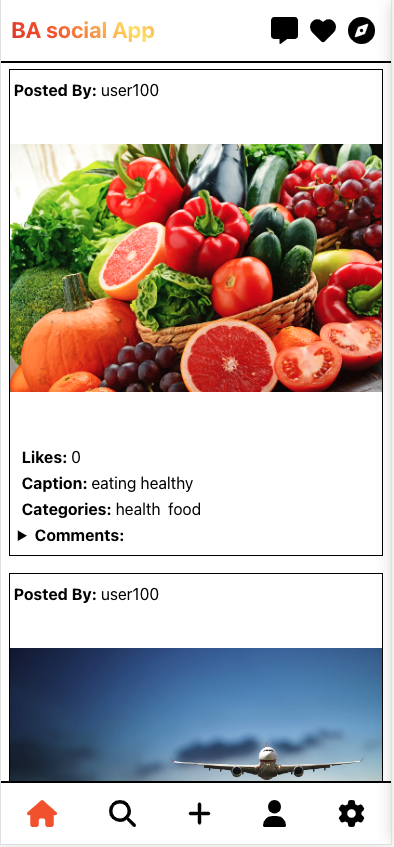 BA social App
Posted By: user100
Likes: 0
Caption: eating healthy
Categories: health food
Comments:
Posted By: user100